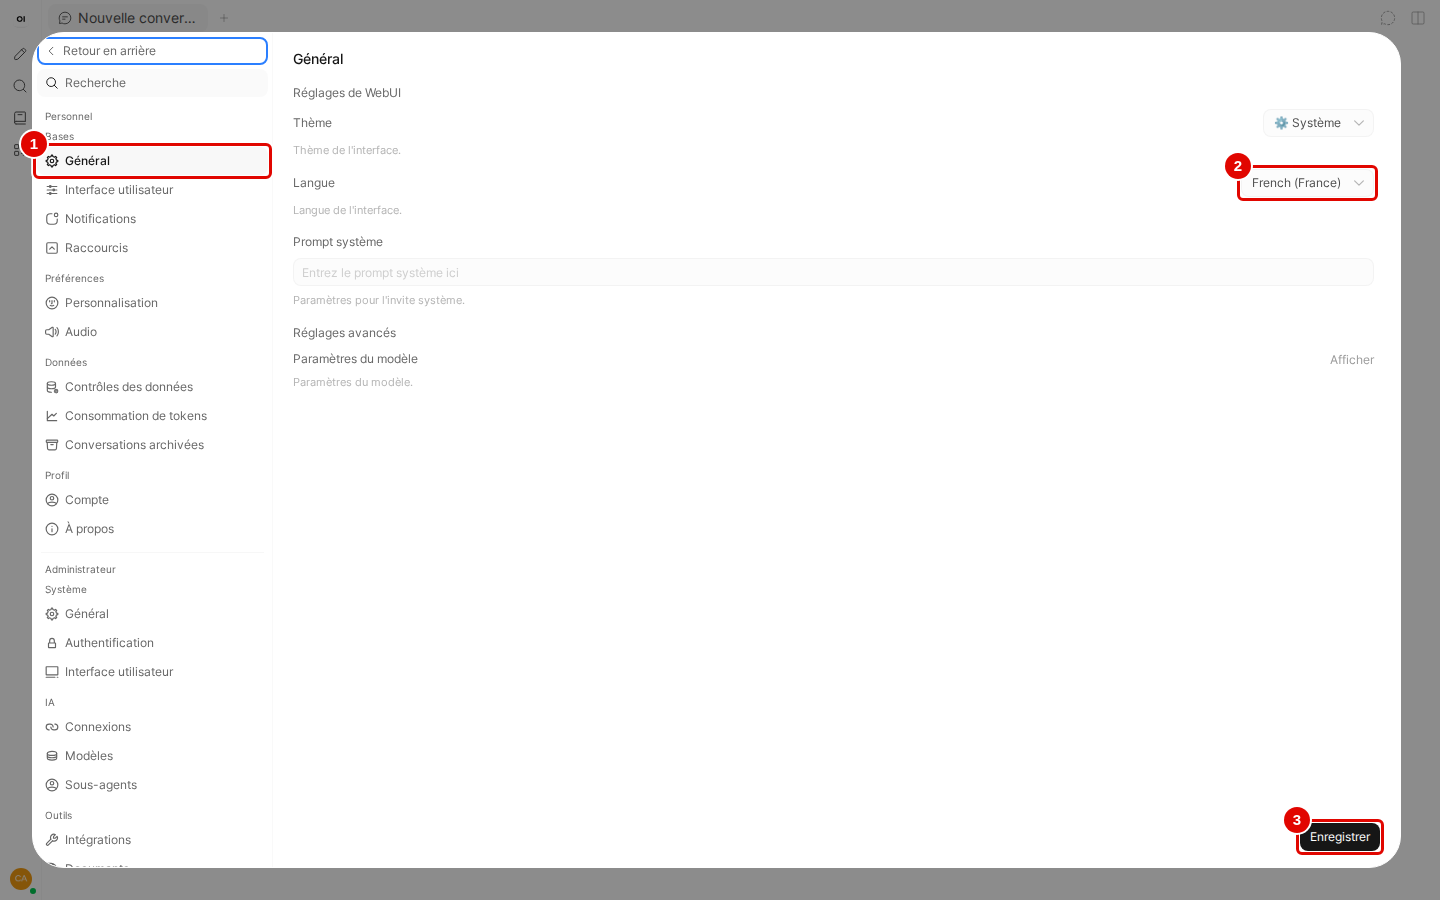 OI
Nouvelle conver...
Retour en arrière
Recherche
Personnel
Bases
1
Général
Interface utilisateur
Notifications
Raccourcis
Préférences
Personnalisation
Audio
Données
Contrôles des données
Consommation de tokens
Conversations archivées
Profil
Compte
À propos
Administrateur
Système
Général
Authentification
Interface utilisateur
IA
Connexions
Modèles
Sous-agents
Outils
Intégrations
CA
Général
Réglages de WebUI
Thème
Système
Thème de l'interface.
2
Langue
French (France)
Langue de l'interface.
Prompt système
Entrez le prompt système ici
Paramètres pour l'invite système.
Réglages avancés
Paramètres du modèle
Afficher
Paramètres du modèle.
3
Enregistrer